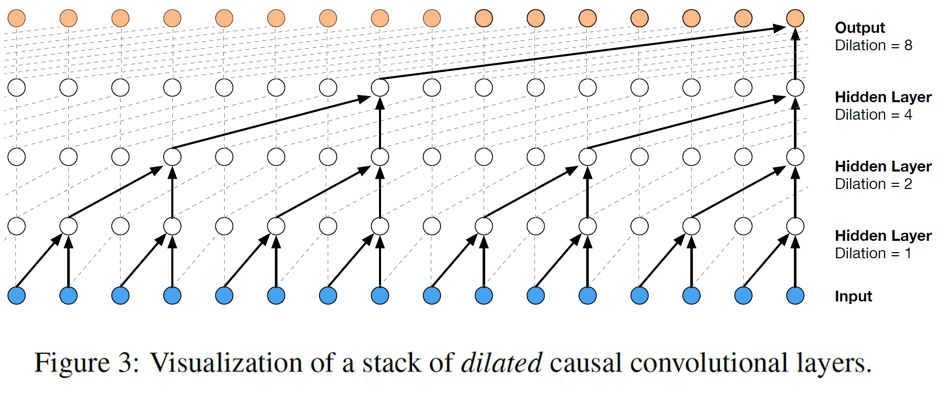 Output
Dilation = 8
Hidden Layer
Dilation = 4
Hidden Layer
Dilation = 2
Hidden Layer
Dilation = 1
Input
Figure 3: Visualization of a stack of dilated causal convolutional layers.